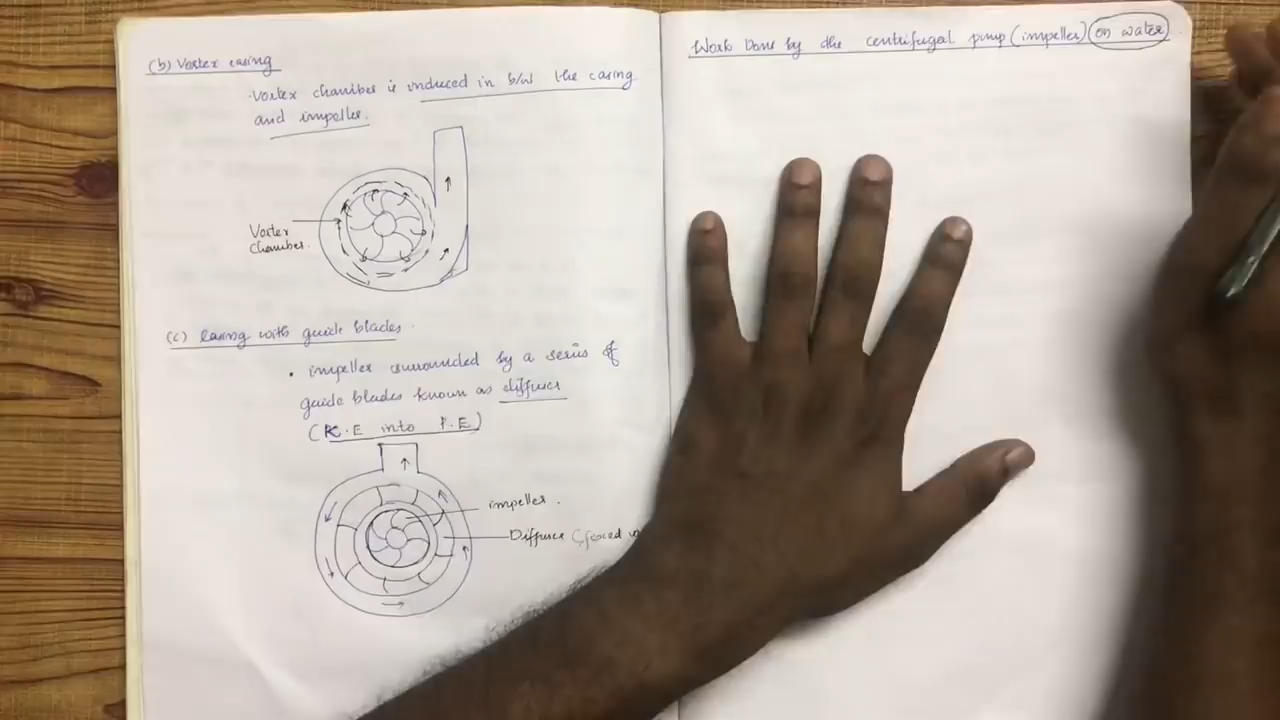 (b) Vortex casing
. Vortex chamber is induced in b/w the casing
and impeller.
Vortex
chamber.
(c) Casing with guide blades.
. impeller surrounded by a series of
guide blades known as diffuser
(K.E into P.E)
impeller.
Diffuser (fixed
Work Done by the centrifugal pump (impeller) on water.